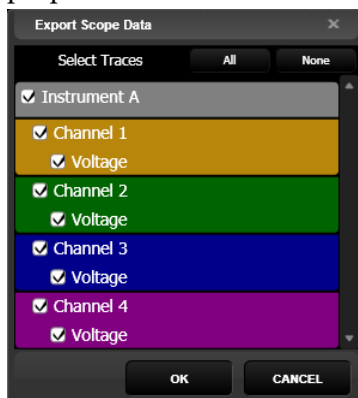 Export Scope Data
Select Traces All None
Instrument A
Channel 1
Voltage
Channel 2
Voltage
Channel 3
Voltage
Channel 4
Voltage
OK CANCEL